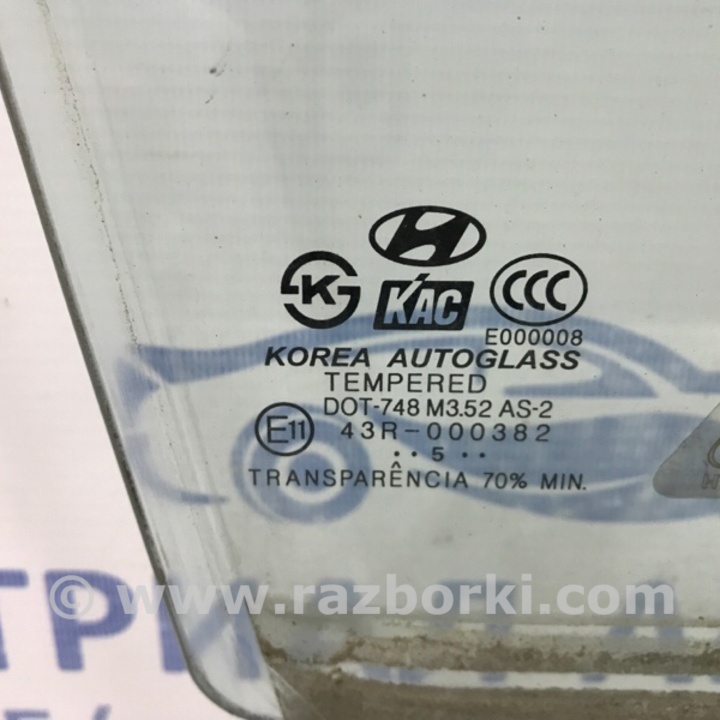 K KAC CCC
E000008
KOREA AUTOGLASS
TEMPERED
DOT-748 M3.52 AS-2
E11 43R-000382
·· 5 ··
TRANSPARÊNCIA 70% MIN.
© www.razborki.com